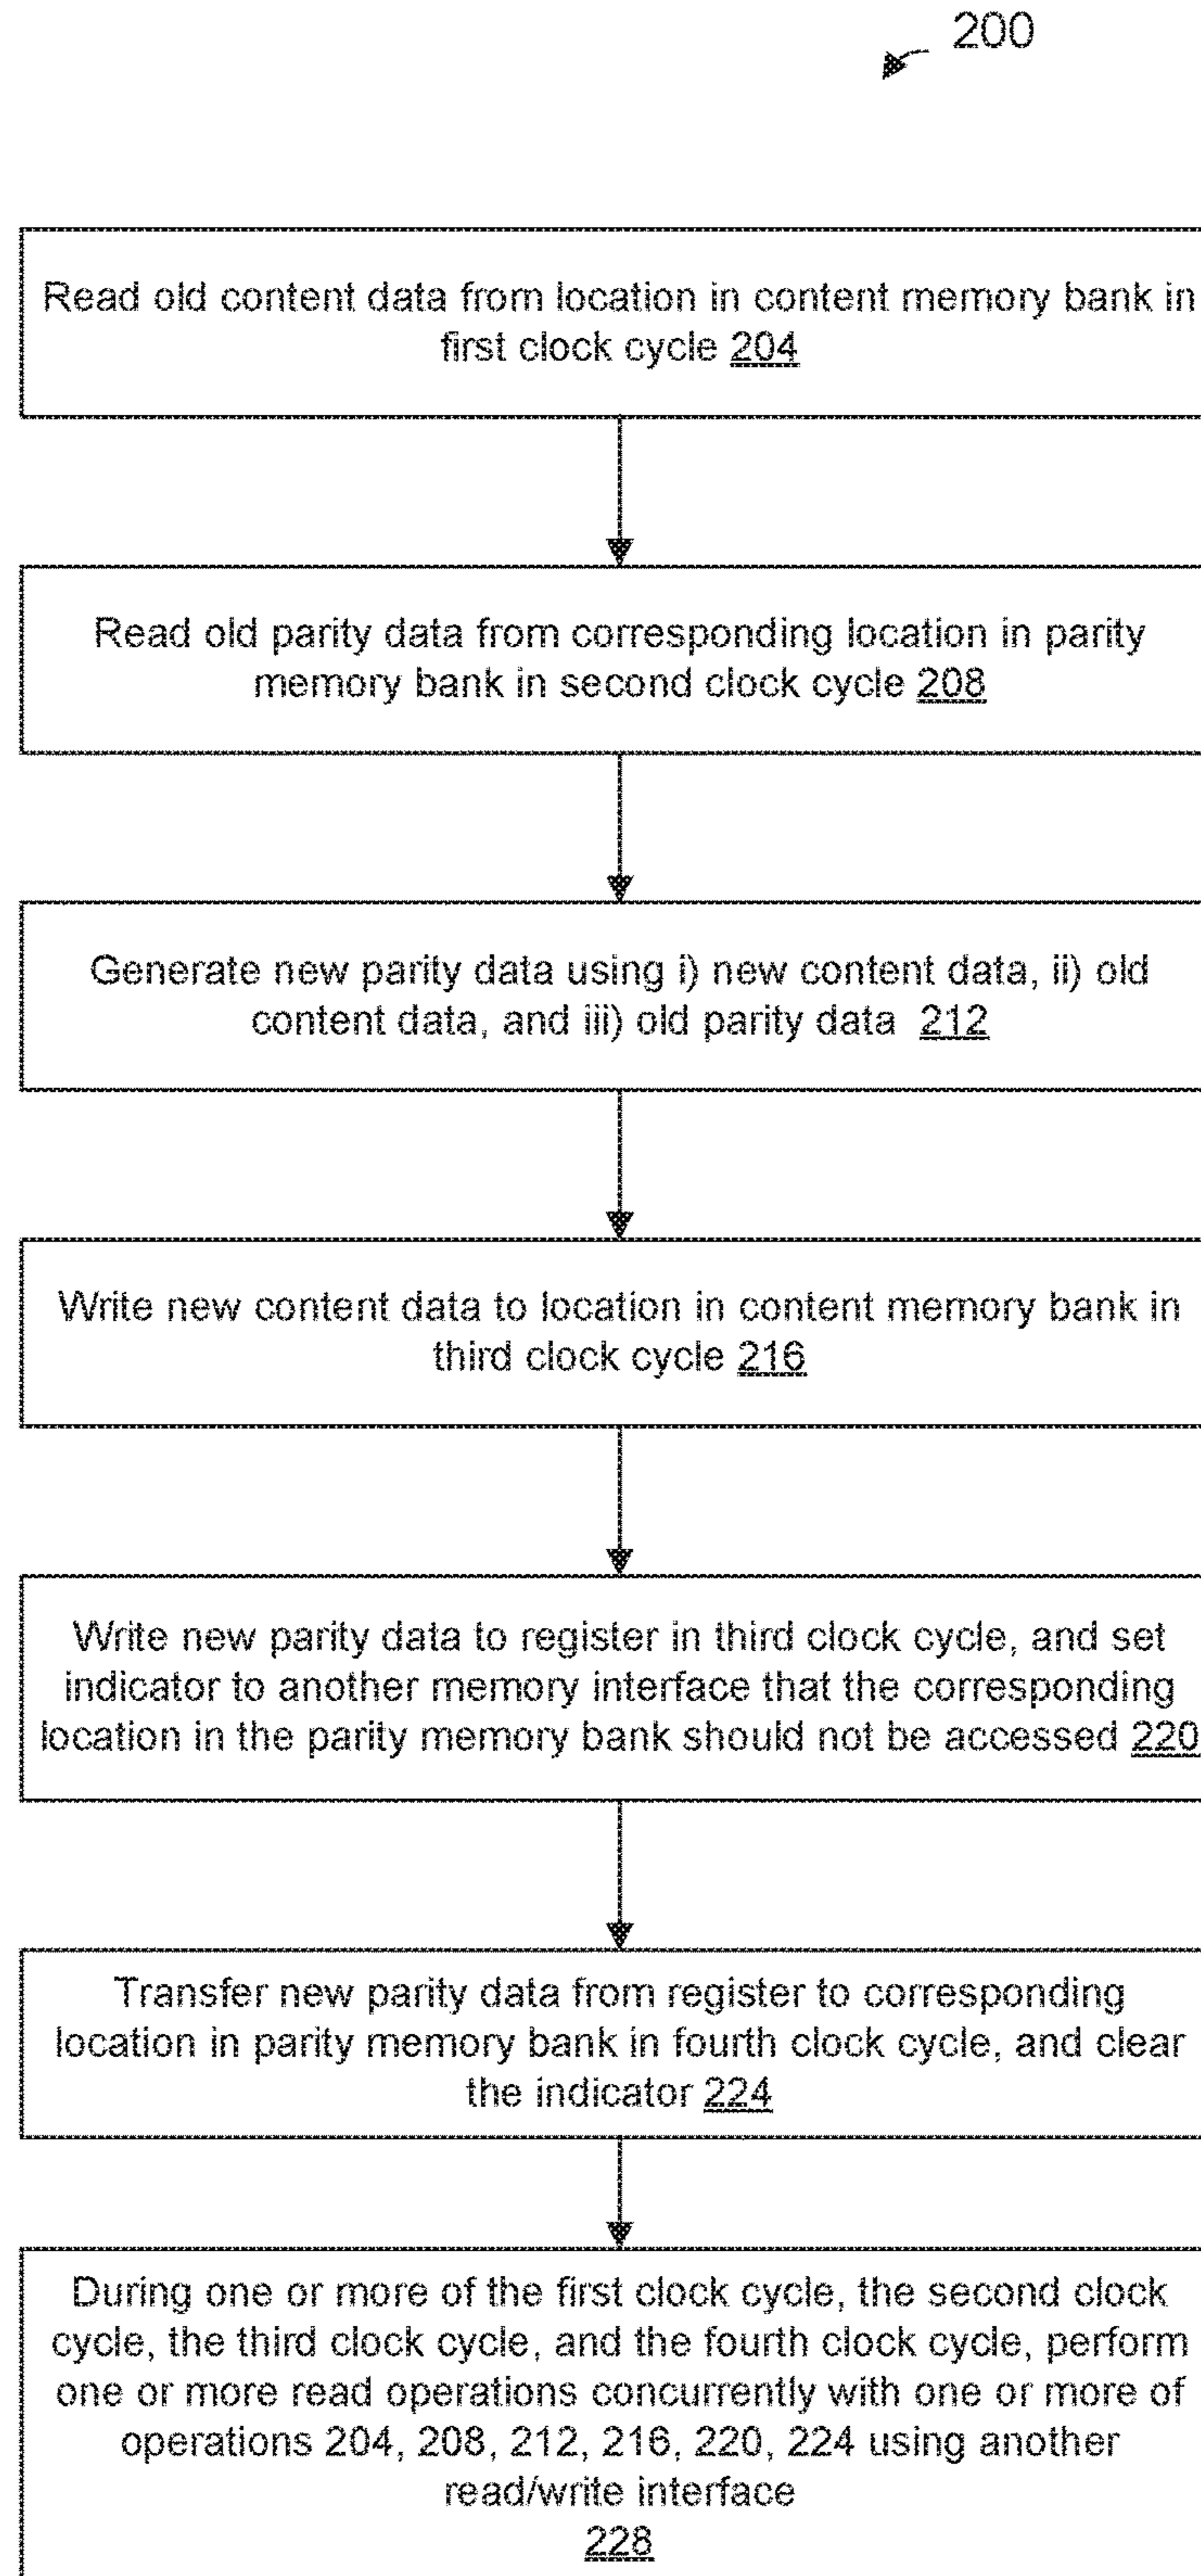 200
Read old content data from location in content memory bank in
first clock cycle 204
Read old parity data from corresponding location in parity
memory bank in second clock cycle 208
Generate new parity data using i) new content data, ii) old
content data, and iii) old parity data 212
Write new content data to location in content memory bank in
third clock cycle 216
Write new parity data to register in third clock cycle, and set
indicator to another memory interface that the corresponding
location in the parity memory bank should not be accessed 220
Transfer new parity data from register to corresponding
location in parity memory bank in fourth clock cycle, and clear
the indicator 224
During one or more of the first clock cycle, the second clock
cycle, the third clock cycle, and the fourth clock cycle, perform
one or more read operations concurrently with one or more of
operations 204, 208, 212, 216, 220, 224 using another
read/write interface
228